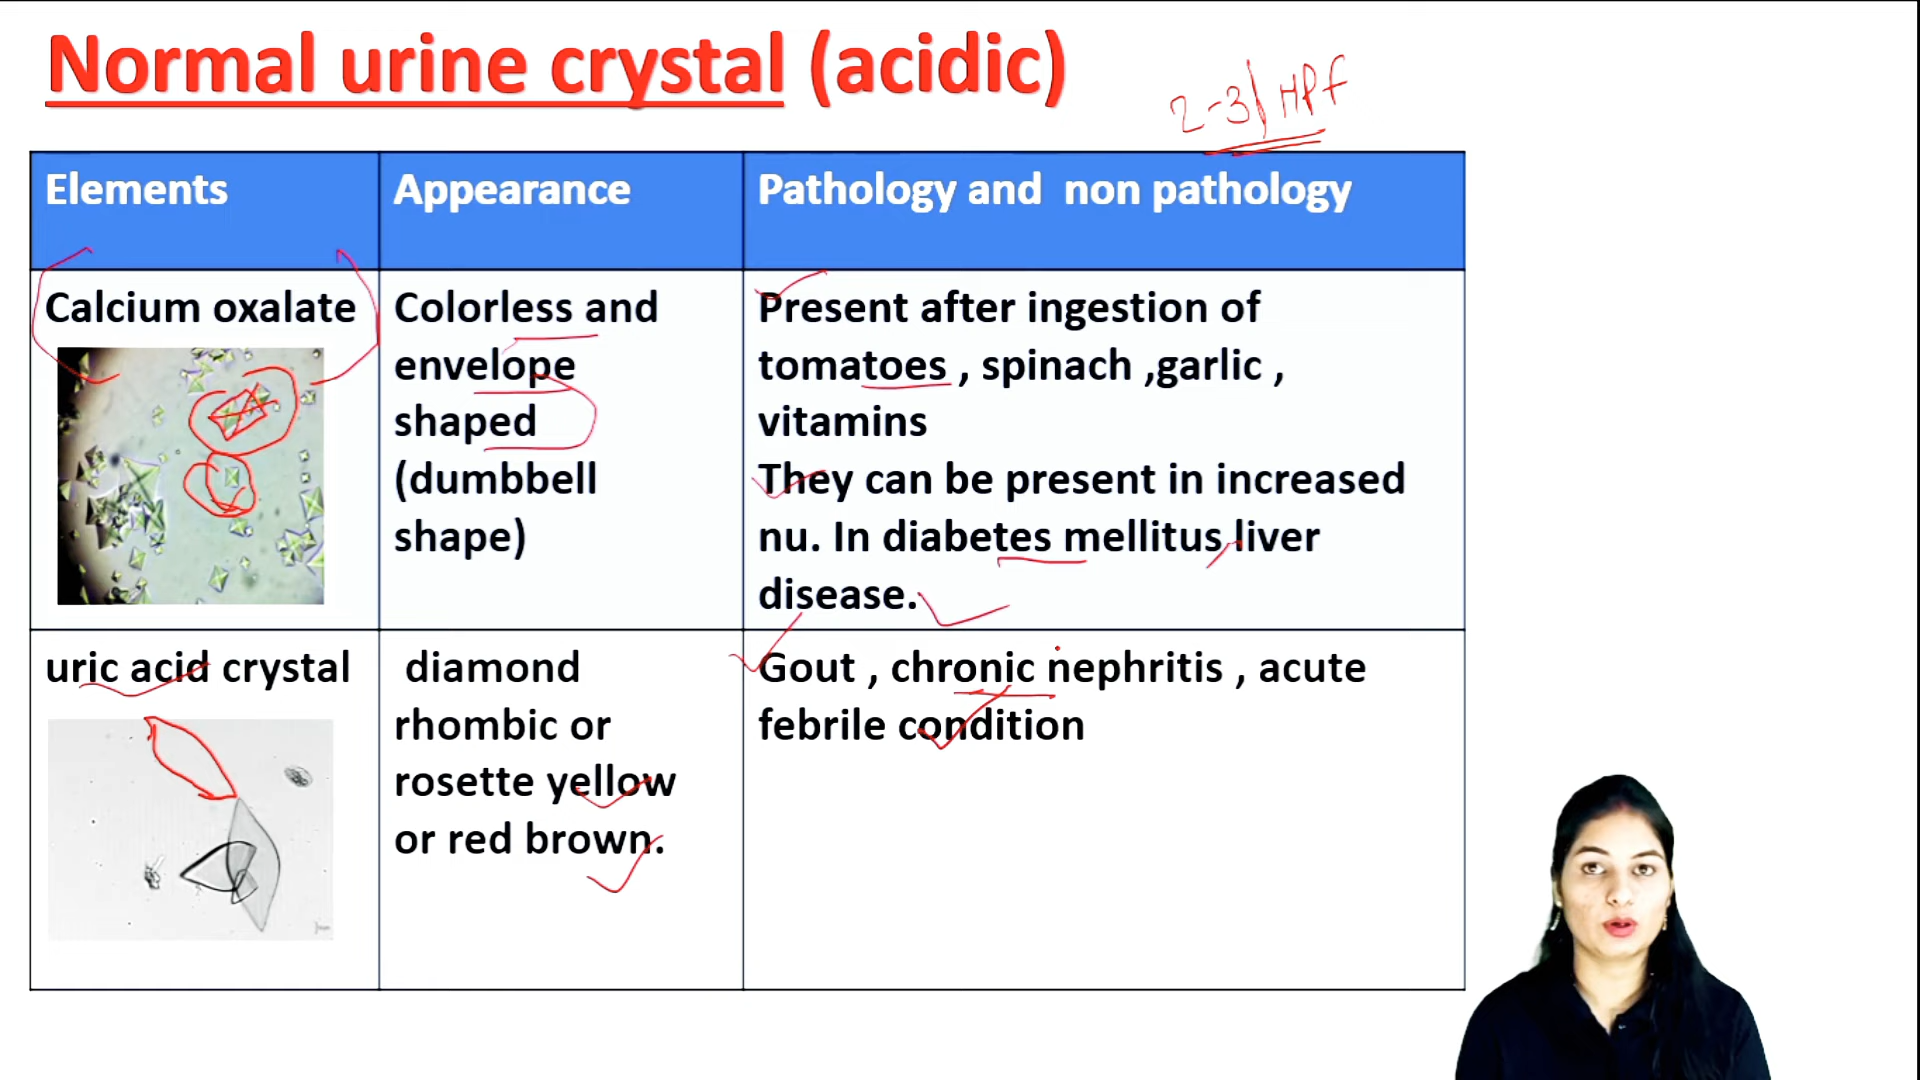 Normal urine crystal (acidic)
2-3/HPf
Elements
Appearance
Pathology and non pathology
Calcium oxalate
Colorless and
envelope
shaped
(dumbbell
shape)
Present after ingestion of
tomatoes , spinach ,garlic ,
vitamins
They can be present in increased
nu. In diabetes mellitus,liver
disease.
uric acid crystal
diamond
rhombic or
rosette yellow
or red brown.
Gout , chronic nephritis , acute
febrile condition